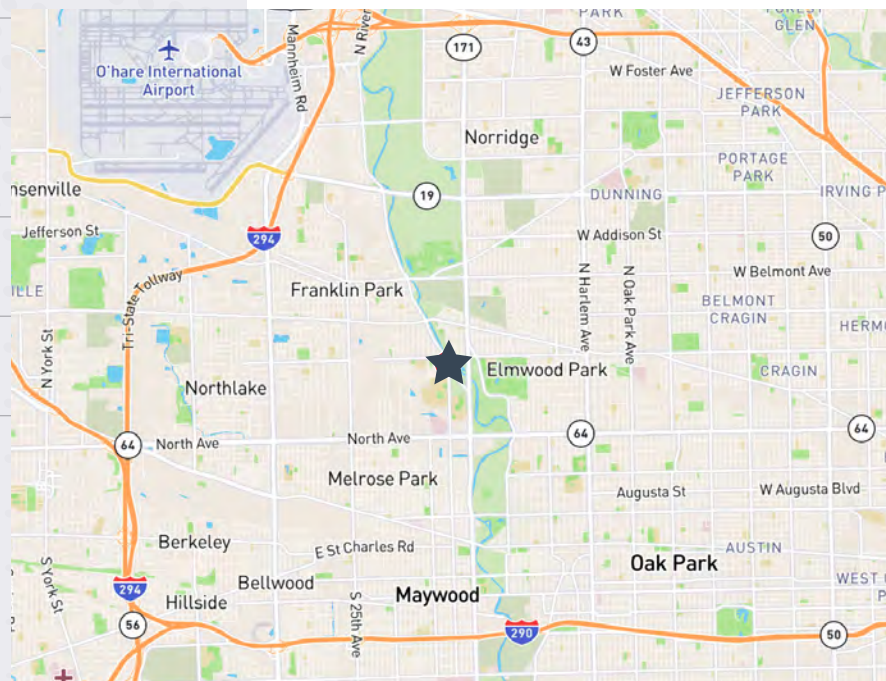 PARK
FOREST
GLEN
171
43
N River
Mannheim Rd
O'hare International
Airport
W Foster Ave
JEFFERSON
PARK
Norridge
PORTAGE
PARK
nsenville
19
DUNNING
IRVING P
Jefferson St
294
W Addison St
50
W Belmont Ave
ILLE
Tri-State Tollway
Franklin Park
N Harlem Ave
N Oak Park Ave
BELMONT
CRAGIN
HERMO
N York St
Northlake
Elmwood Park
CRAGIN
64
North Ave
North Ave
64
64
Melrose Park
Augusta St
W Augusta Blvd
Berkeley
E St Charles Rd
AUSTIN
Oak Park
S York St
294
Bellwood
Maywood
WEST
Hillside
S 25th Ave
56
290
50